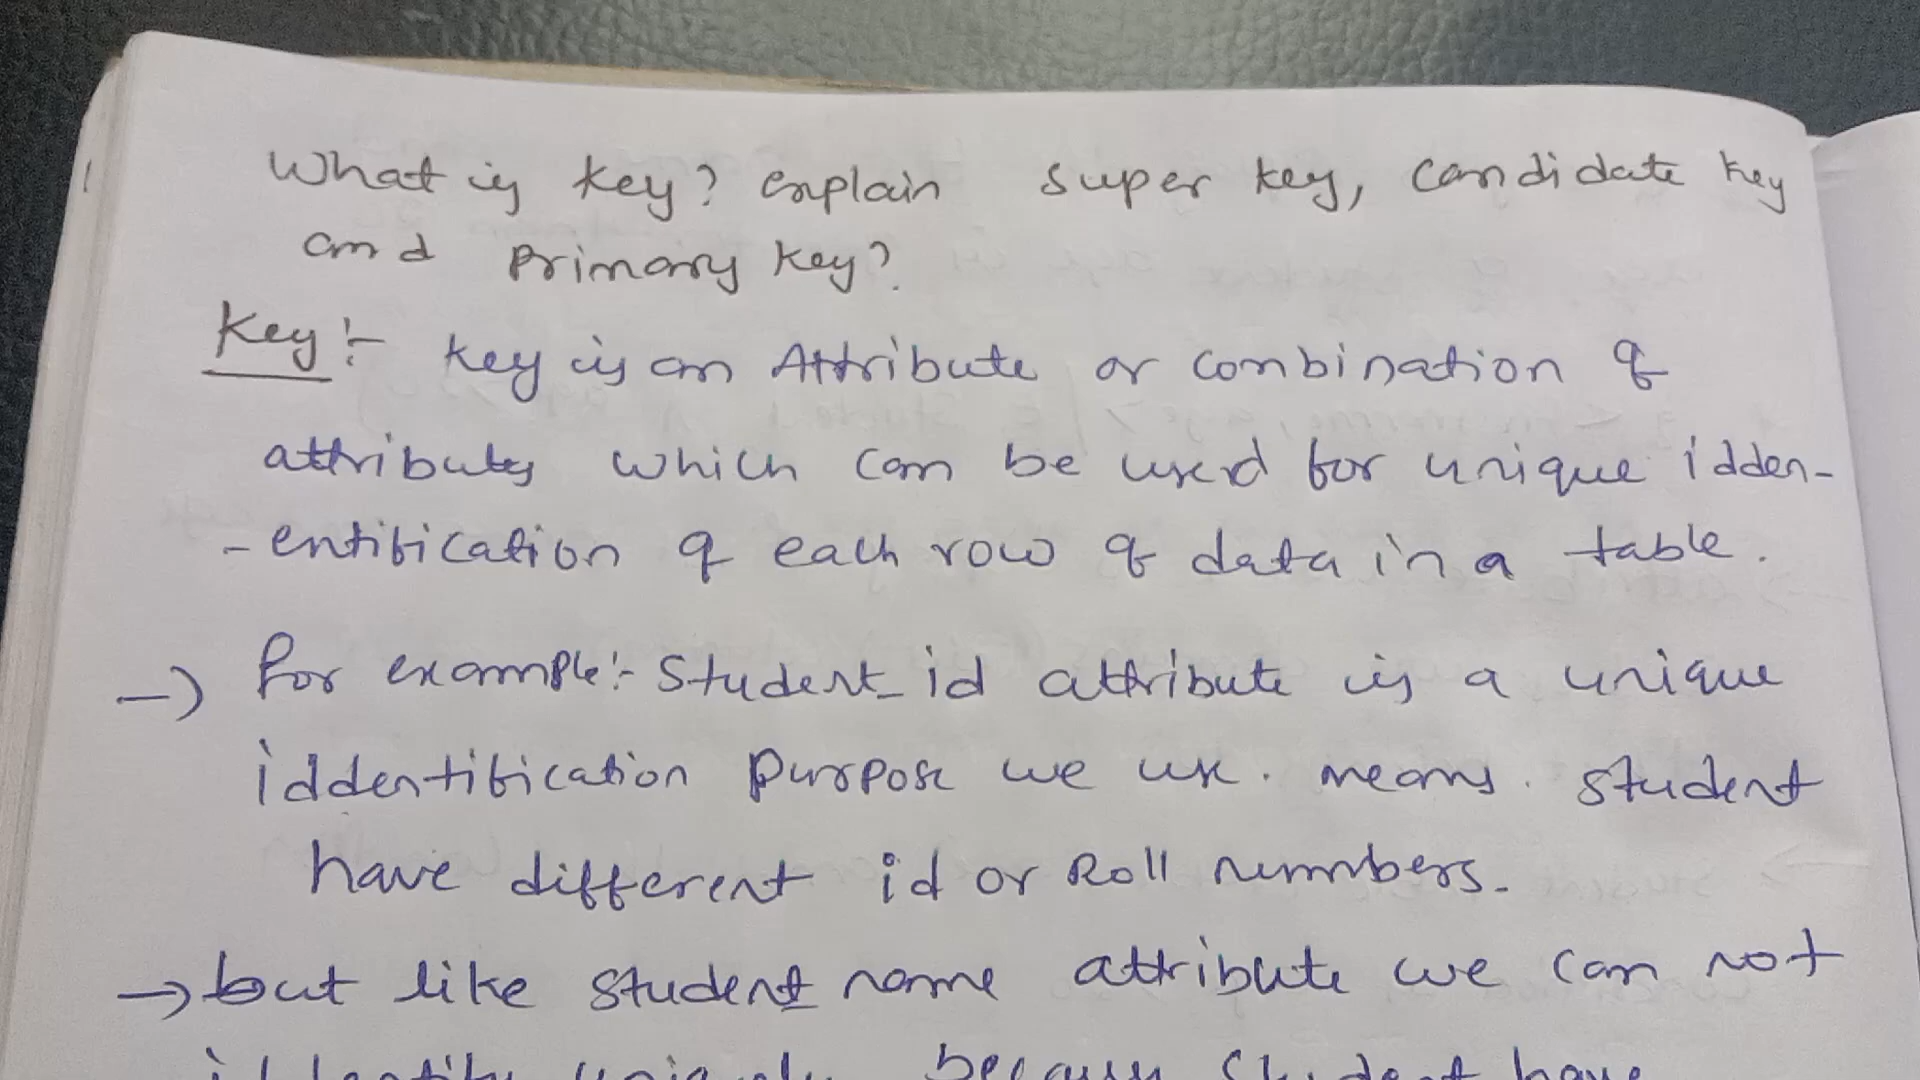 What is key? explain super key, candidate key
and primary key?
Key :- key is an Attribute or combination of
attributes which can be used for unique idden-
-entification of each row of data in a table.
-> for example :- Student_id attribute is a unique
iddentification purpose we use. means. student
have different id or Roll numbers.
-> but like student name attribute we can not
because student have